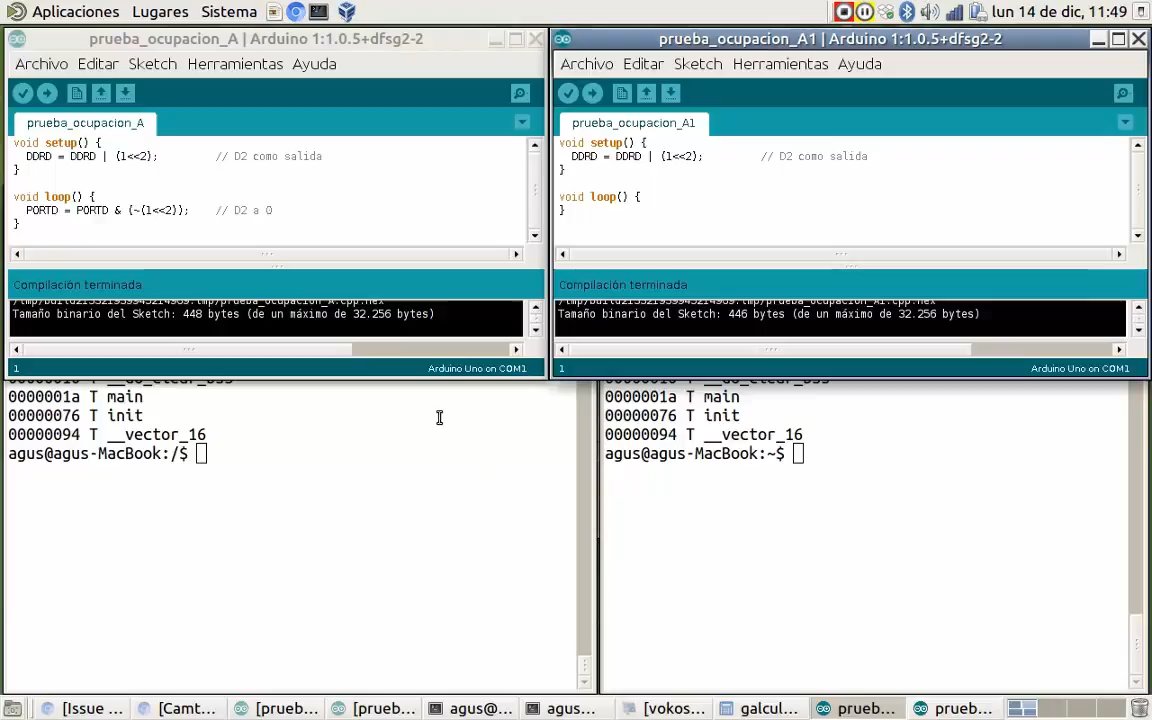 Aplicaciones Lugares Sistema
lun 14 de dic, 11:49
prueba_ocupacion_A | Arduino 1:1.0.5+dfsg2-2
Archivo Editar Sketch Herramientas Ayuda
prueba_ocupacion_A
void setup() {
DDRD = DDRD | (1<<2); // D2 como salida
}
void loop() {
PORTD = PORTD & (~(1<<2)); // D2 a 0
}
Compilación terminada
Tamaño binario del Sketch: 448 bytes (de un máximo de 32.256 bytes)
1 Arduino Uno on COM1
prueba_ocupacion_A1 | Arduino 1:1.0.5+dfsg2-2
Archivo Editar Sketch Herramientas Ayuda
prueba_ocupacion_A1
void setup() {
DDRD = DDRD | (1<<2); // D2 como salida
}
void loop() {
}
Compilación terminada
Tamaño binario del Sketch: 446 bytes (de un máximo de 32.256 bytes)
1 Arduino Uno on COM1
0000001a T main
00000076 T init
00000094 T __vector_16
agus@agus-MacBook:/$
0000001a T main
00000076 T init
00000094 T __vector_16
agus@agus-MacBook:~$
[Issue ... [Camt... [prueb... [prueb... agus@... agus... [vokos... galcul... prueb... prueb...